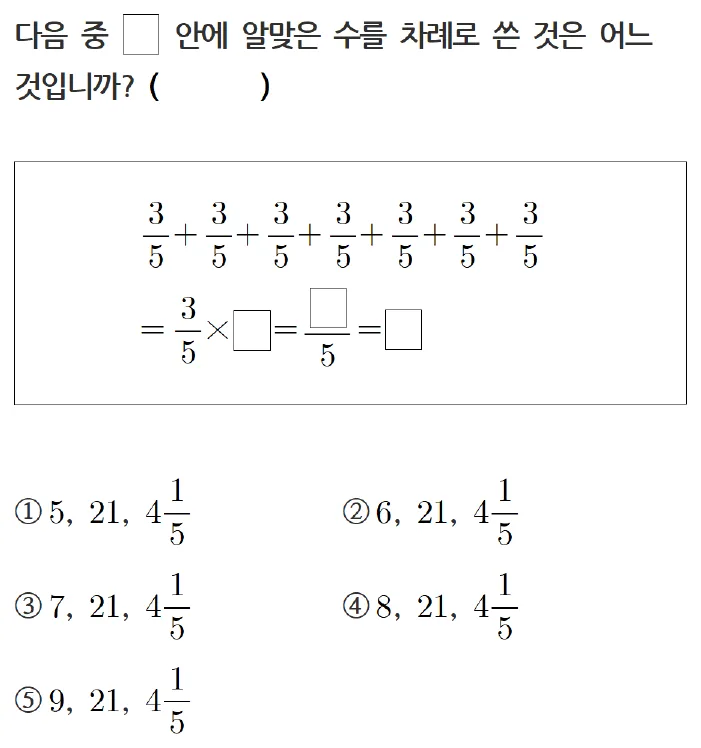 다음 중 □ 안에 알맞은 수를 차례로 쓴 것은 어느
것입니까? (          )
3/5 + 3/5 + 3/5 + 3/5 + 3/5 + 3/5 + 3/5
= 3/5 × □ = □/5 = □
① 5, 21, 4 1/5 ② 6, 21, 4 1/5
③ 7, 21, 4 1/5 ④ 8, 21, 4 1/5
⑤ 9, 21, 4 1/5